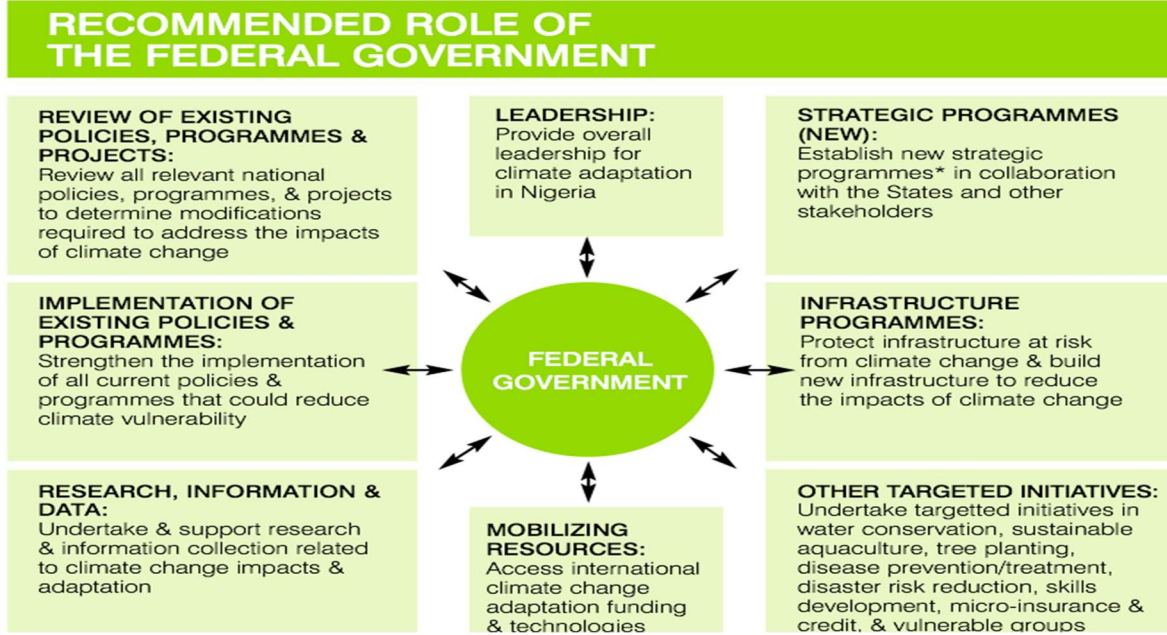 RECOMMENDED ROLE OF
THE FEDERAL GOVERNMENT
REVIEW OF EXISTING
POLICIES, PROGRAMMES &
PROJECTS:
Review all relevant national
policies, programmes, & projects
to determine modifications
required to address the impacts
of climate change
LEADERSHIP:
Provide overall
leadership for
climate adaptation
in Nigeria
STRATEGIC PROGRAMMES
(NEW):
Establish new strategic
programmes* in collaboration
with the States and other
stakeholders
IMPLEMENTATION OF
EXISTING POLICIES &
PROGRAMMES:
Strengthen the implementation
of all current policies &
programmes that could reduce
climate vulnerability
FEDERAL
GOVERNMENT
INFRASTRUCTURE
PROGRAMMES:
Protect infrastructure at risk
from climate change & build
new infrastructure to reduce
the impacts of climate change
RESEARCH, INFORMATION &
DATA:
Undertake & support research
& information collection related
to climate change impacts &
adaptation
MOBILIZING
RESOURCES:
Access international
climate change
adaptation funding
& technologies
OTHER TARGETED INITIATIVES:
Undertake targetted initiatives in
water conservation, sustainable
aquaculture, tree planting,
disease prevention/treatment,
disaster risk reduction, skills
development, micro-insurance &
credit, & vulnerable groups